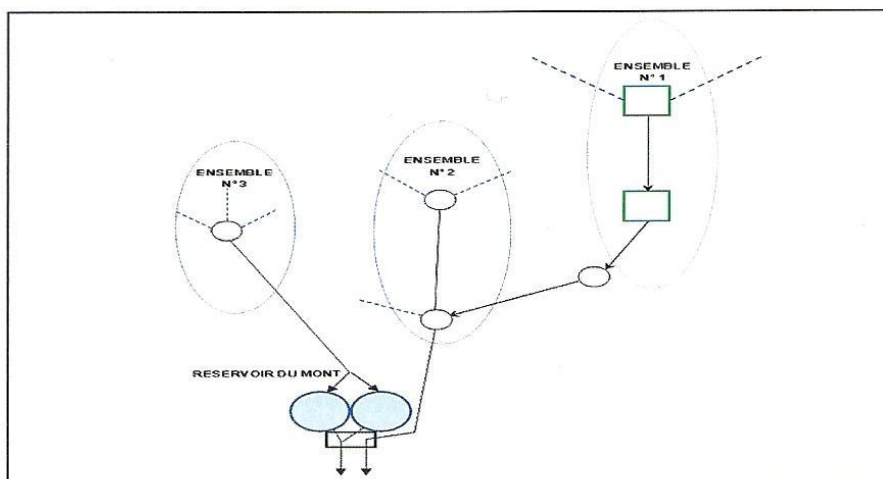 ENSEMBLE
N°1
ENSEMBLE
N°2
ENSEMBLE
N°3
RESERVOIR DU MONT